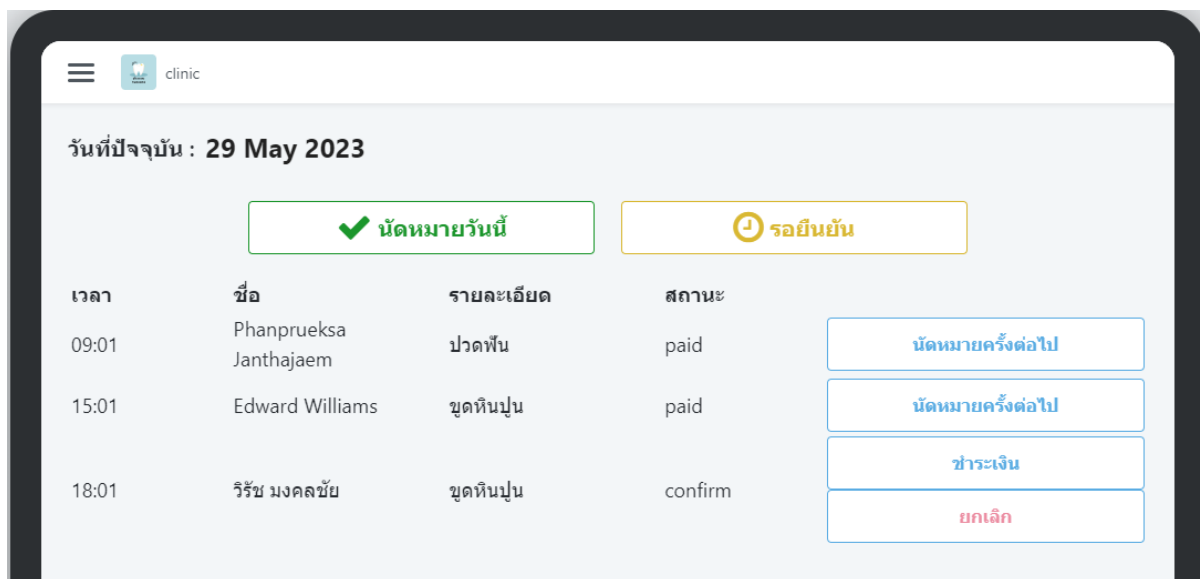 clinic
วันที่ปัจจุบัน : 29 May 2023
นัดหมายวันนี้
รอยืนยัน
เวลา ชื่อ รายละเอียด สถานะ
09:01 Phanprueksa Janthajaem ปวดฟัน paid นัดหมายครั้งต่อไป
15:01 Edward Williams ขูดหินปูน paid นัดหมายครั้งต่อไป
18:01 วิรัช มงคลชัย ขูดหินปูน confirm ชำระเงิน
ยกเลิก